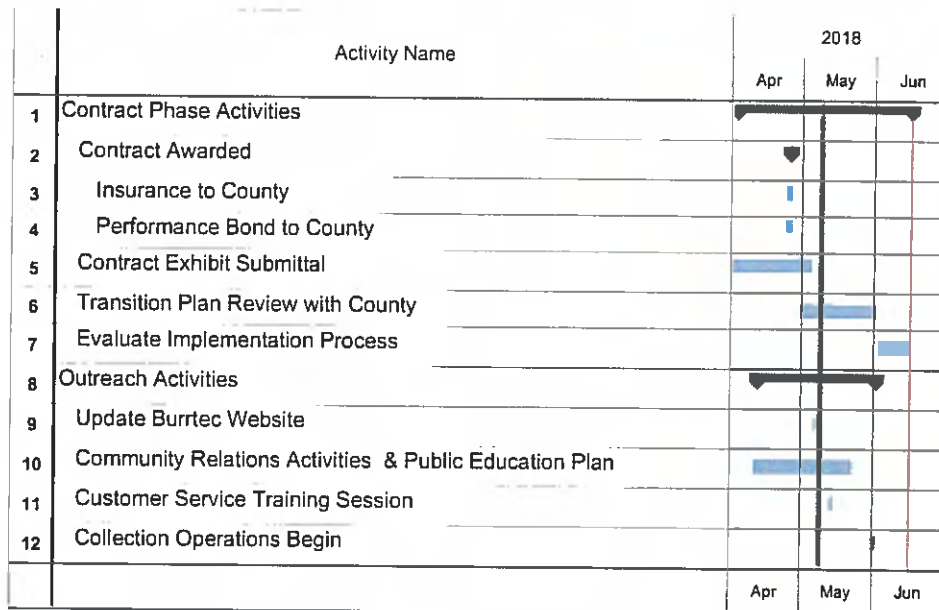 2018
Activity Name
Apr May Jun
1 Contract Phase Activities
2 Contract Awarded
3 Insurance to County
4 Performance Bond to County
5 Contract Exhibit Submittal
6 Transition Plan Review with County
7 Evaluate Implementation Process
8 Outreach Activities
9 Update Burrtec Website
10 Community Relations Activities & Public Education Plan
11 Customer Service Training Session
12 Collection Operations Begin
Apr May Jun